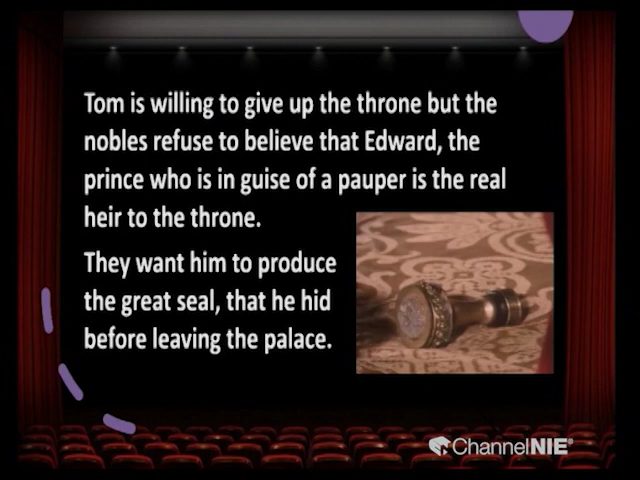 Tom is willing to give up the throne but the
nobles refuse to believe that Edward, the
prince who is in guise of a pauper is the real
heir to the throne.
They want him to produce
the great seal, that he hid
before leaving the palace.
ChannelNIE